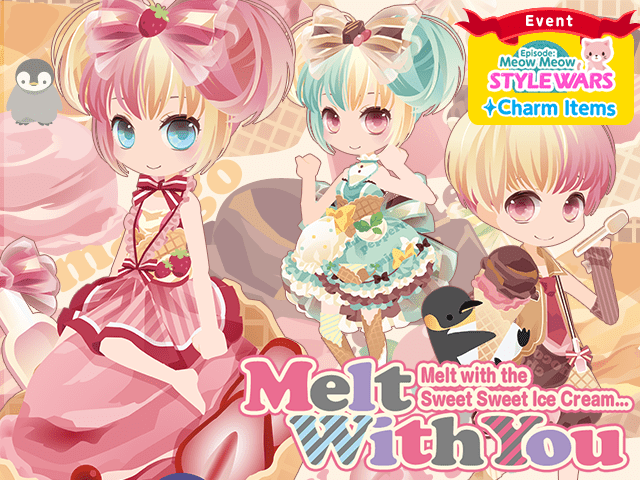 Event
Episode:
Meow Meow
STYLE WARS
Charm Items
Melt
Melt with the
Sweet Sweet Ice Cream...
With You